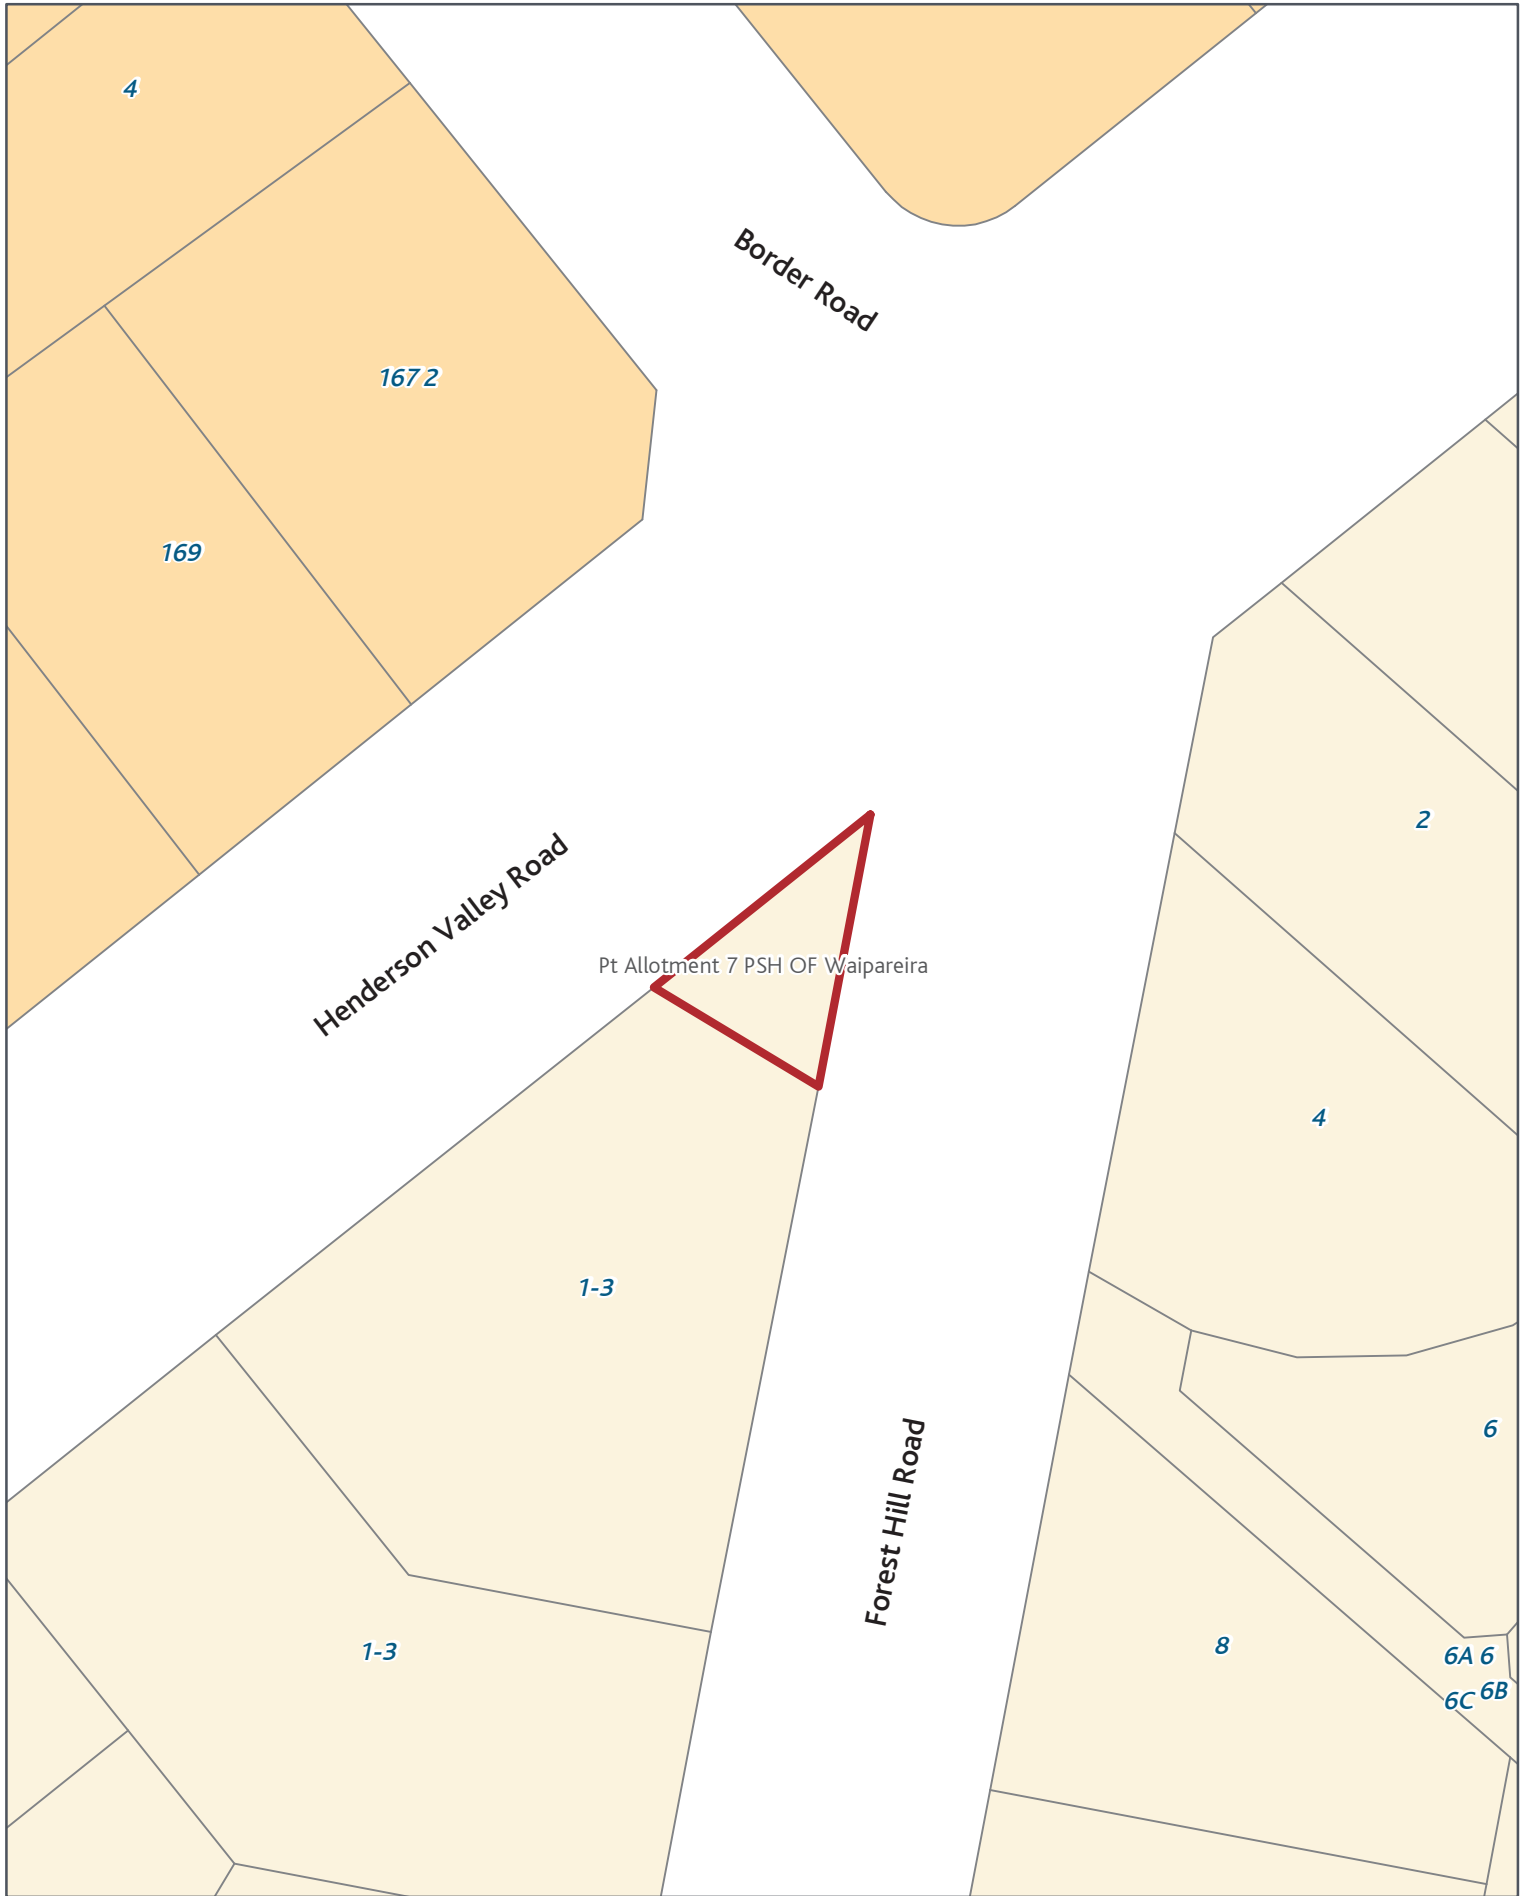 4
Border Road
167 2
169
2
Henderson Valley Road
Pt Allotment 7 PSH OF Waipareira
4
1-3
6
Forest Hill Road
8
1-3
6A 6
6C 6B